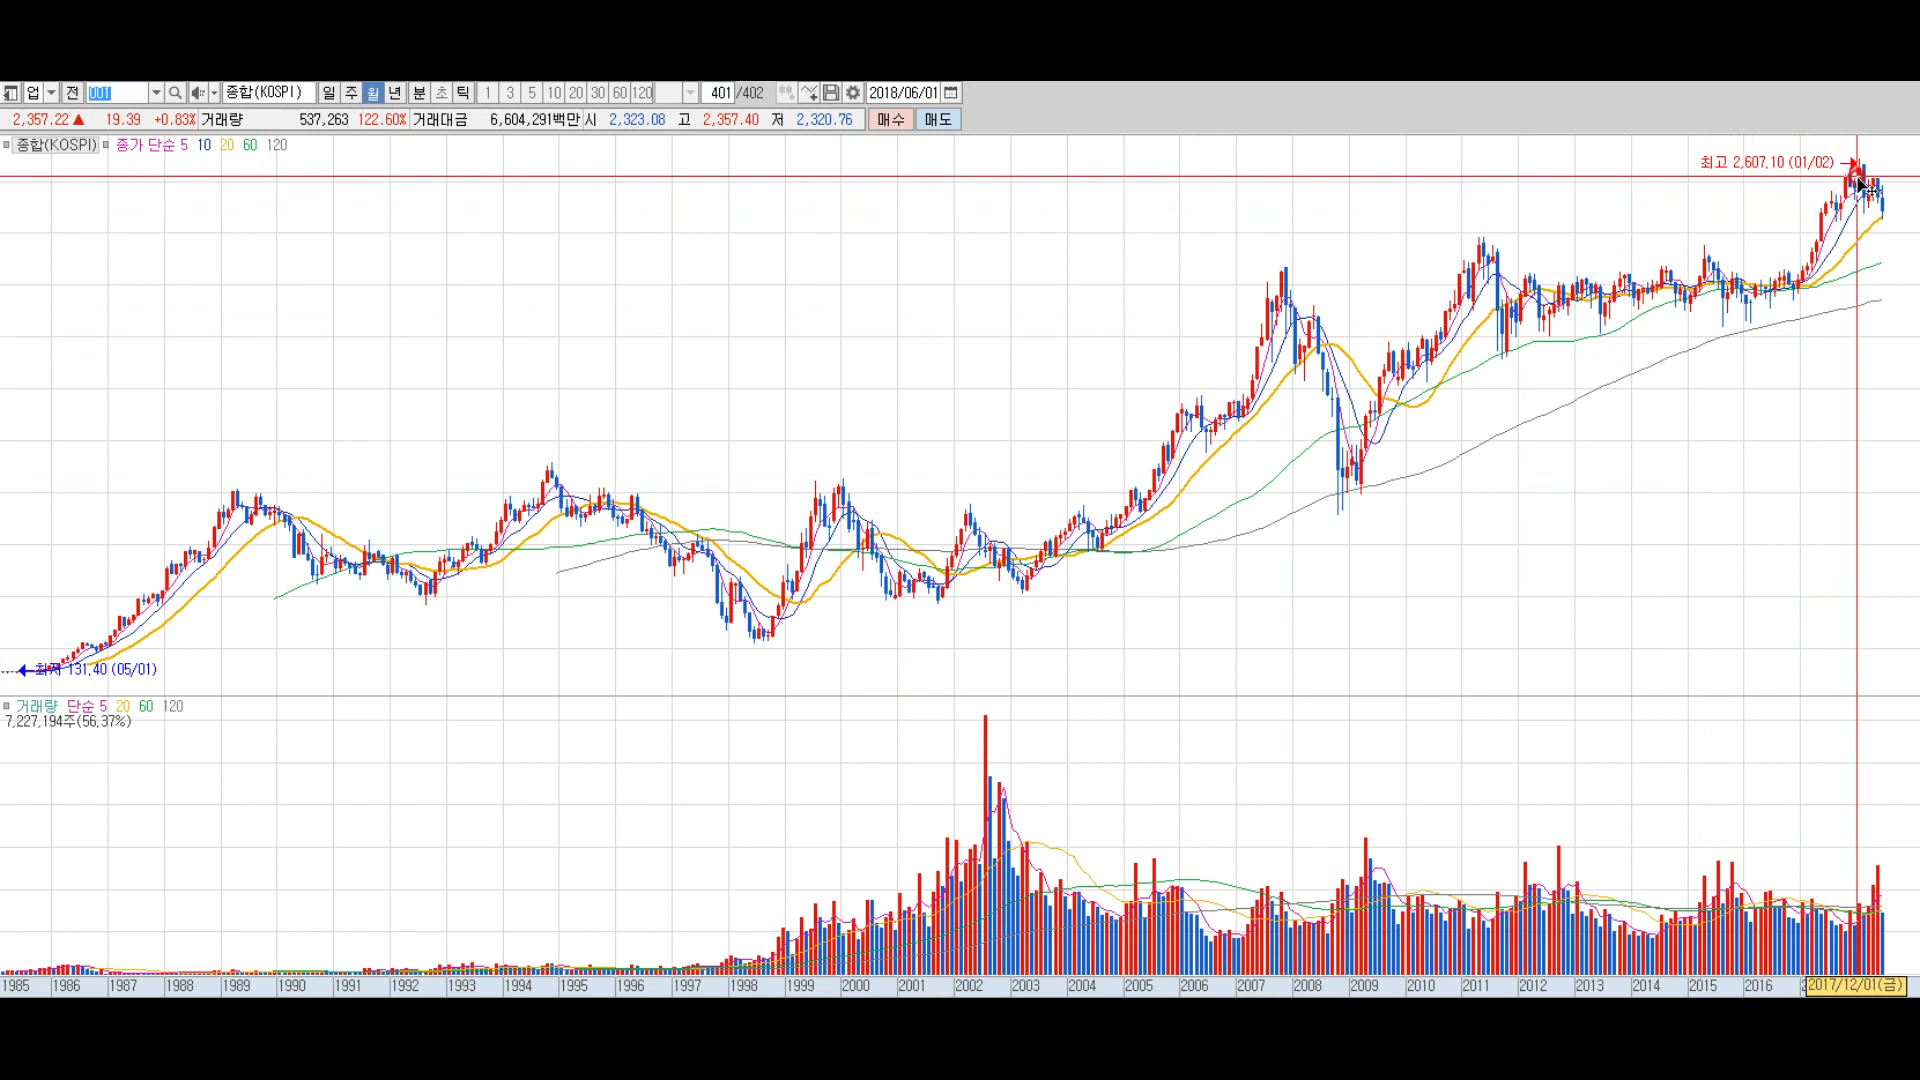 업 전 001 종합(KOSPI) 일 주 월 년 분 초 틱 1 3 5 10 20 30 60 120 401 /402 2018/06/01
2,357.22 ▲ 19.39 +0.83% 거래량 537,263 122.60% 거래대금 6,604,291백만 시 2,323.08 고 2,357.40 저 2,320.76 매수 매도
종합(KOSPI) 종가 단순 5 10 20 60 120
최고 2,607.10 (01/02)
최저 131.40 (05/01)
거래량 단순 5 20 60 120
7,227,194주(56.37%)
1985 1986 1987 1988 1989 1990 1991 1992 1993 1994 1995 1996 1997 1998 1999 2000 2001 2002 2003 2004 2005 2006 2007 2008 2009 2010 2011 2012 2013 2014 2015 2016 2017/12/01(금)